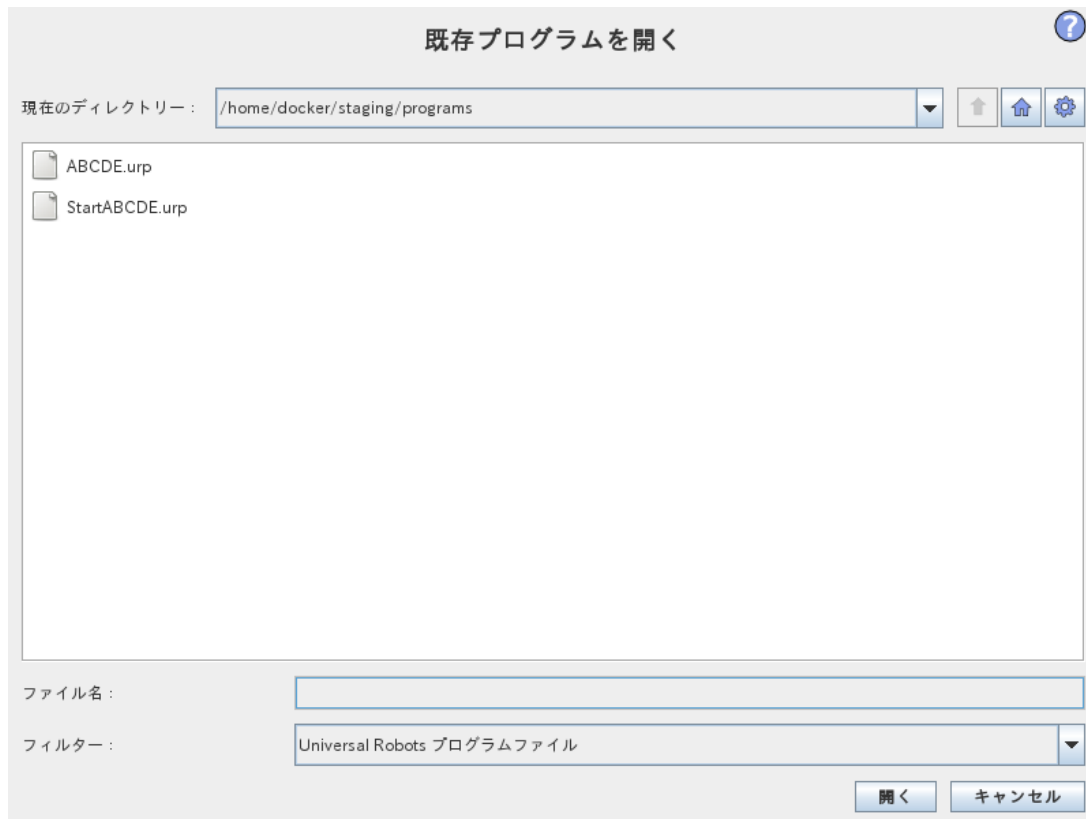 既存プログラムを開く
?
現在のディレクトリー： /home/docker/staging/programs
ABCDE.urp
StartABCDE.urp
ファイル名：
フィルター： Universal Robots プログラムファイル
開く キャンセル